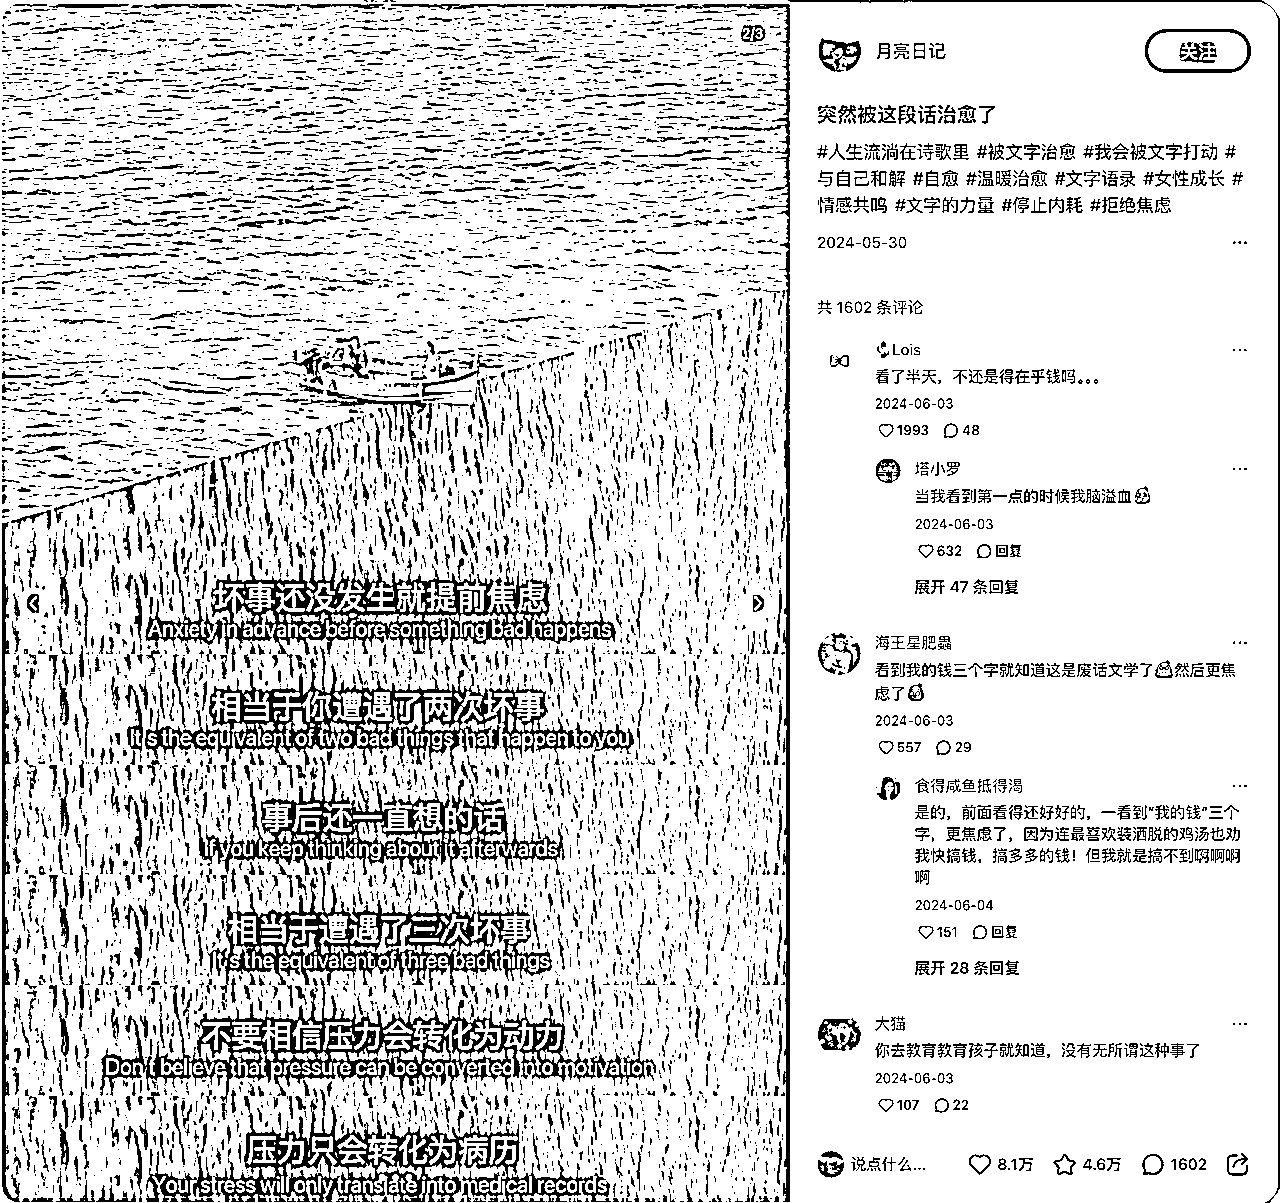 2/3
坏事还没发生就提前焦虑
Anxiety in advance before something bad happens
相当于你遭遇了两次坏事
It's the equivalent of two bad things that happen to you
事后还一直想的话
If you keep thinking about it afterwards
相当于遭遇了三次坏事
It's the equivalent of three bad things
不要相信压力会转化为动力
Don't believe that pressure can be converted into motivation
压力只会转化为病历
Your stress will only translate into medical records
月亮日记
关注
突然被这段话治愈了
#人生流淌在诗歌里 #被文字治愈 #我会被文字打动 #
与自己和解 #自愈 #温暖治愈 #文字语录 #女性成长 #
情感共鸣 #文字的力量 #停止内耗 #拒绝焦虑
2024-05-30
共 1602 条评论
Lois
看了半天，不还是得在乎钱吗。。。
2024-06-03
1993 48
塔小罗
当我看到第一点的时候我脑溢血
2024-06-03
632 回复
展开 47 条回复
海王星肥蟲
看到我的钱三个字就知道这是废话文学了然后更焦
虑了
2024-06-03
557 29
食得咸鱼抵得渴
是的，前面看得还好好的，一看到“我的钱”三个
字，更焦虑了，因为连最喜欢装洒脱的鸡汤也劝
我快搞钱，搞多多的钱！但我就是搞不到啊啊啊
啊
2024-06-04
151 回复
展开 28 条回复
大猫
你去教育教育孩子就知道，没有无所谓这种事了
2024-06-03
107 22
说点什么... 8.1万 4.6万 1602